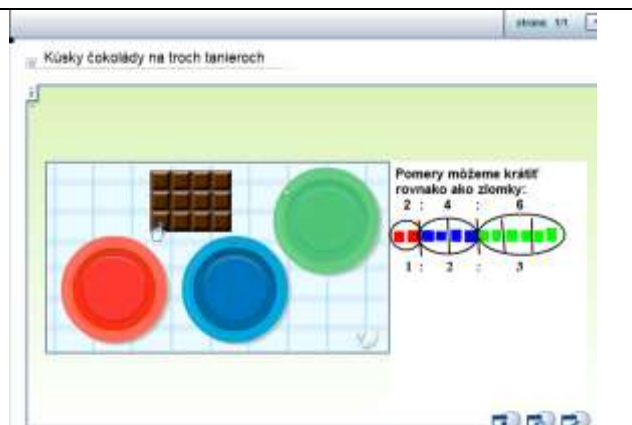 strana 1/1
Kúsky čokolády na troch tanieroch
Pomery môžeme krátiť
rovnako ako zlomky:
2 : 4 : 6
1 : 2 : 3